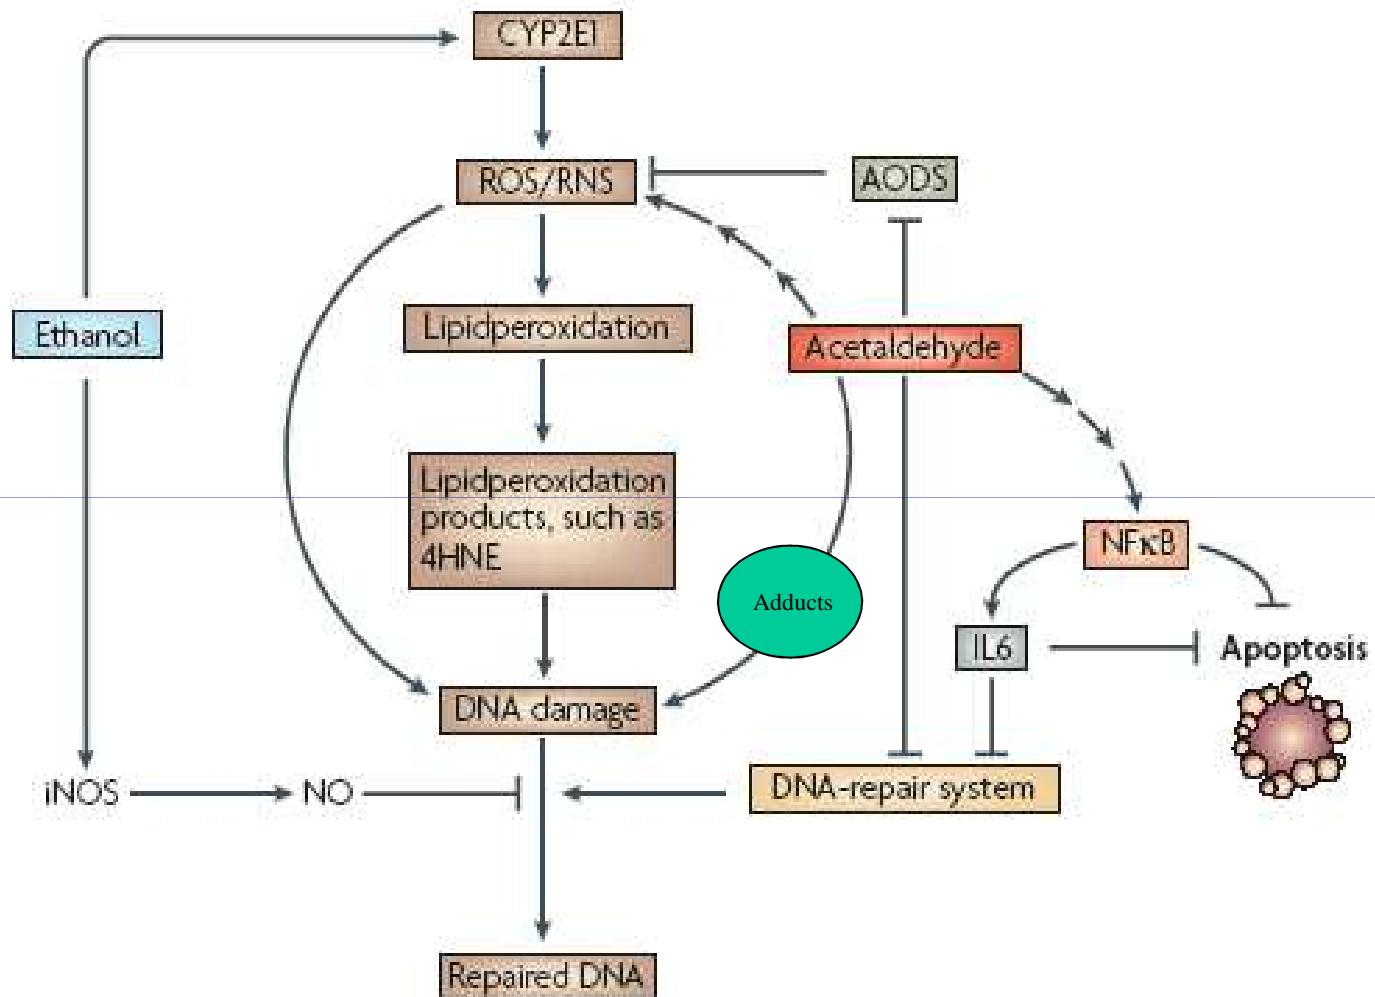 CYP2E1
ROS/RNS
AODS
Ethanol
Lipidperoxidation
Acetaldehyde
Lipidperoxidation
products, such as
4HNE
NFκB
Adducts
IL6
Apoptosis
DNA damage
iNOS
NO
DNA-repair system
Repaired DNA